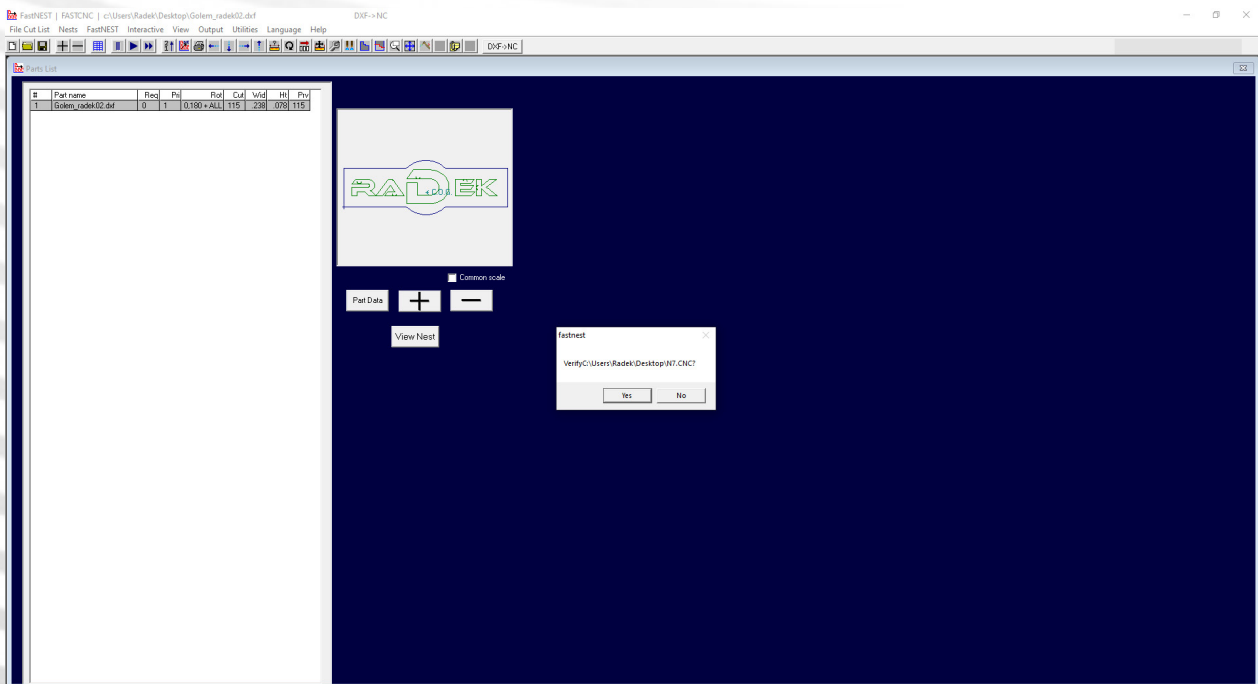 FastNEST | FASTCNC | c:\Users\Radek\Desktop\Golem_radek02.dxf DXF->NC
File Cut List Nests FastNEST Interactive View Output Utilities Language Help
DXF->NC
Parts List
# Part name Req Pri Rot Cut Wid Ht Prv
1 Golem_radek02.dxf 0 1 0,180 + ALL 115 .238 .078 115
RADEK
Common scale
Part Data
View Nest
fastnest
VerifyC:\Users\Radek\Desktop\N7.CNC?
Yes No